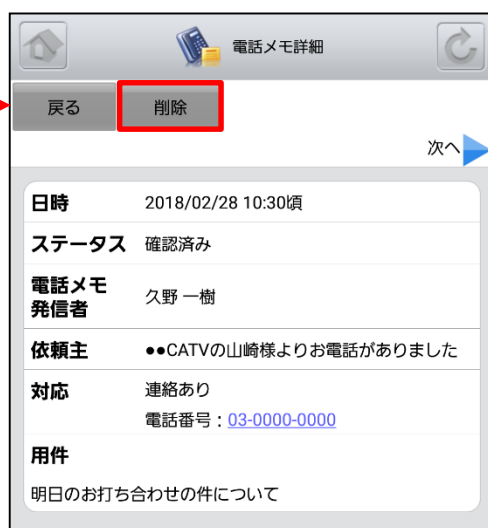 電話メモ詳細
戻る 削除
次へ
日時 2018/02/28 10:30頃
ステータス 確認済み
電話メモ
発信者 久野 一樹
依頼主 ●●CATVの山崎様よりお電話がありました
対応 連絡あり
電話番号：03-0000-0000
用件
明日のお打ち合わせの件について